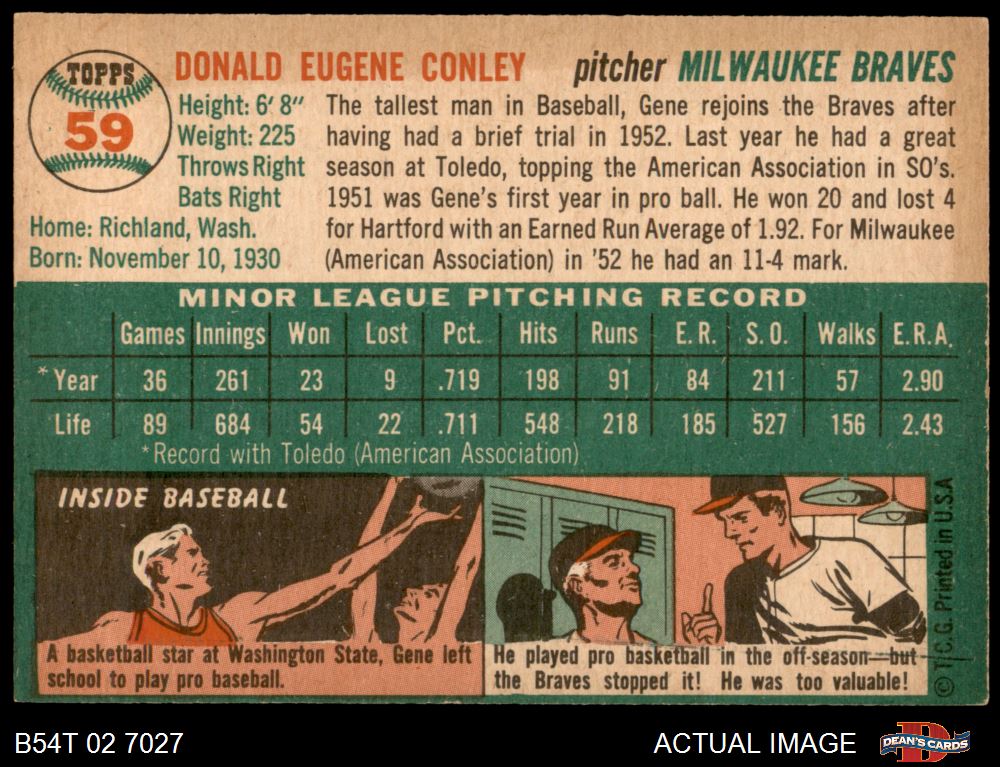 TOPPS
59
DONALD EUGENE CONLEY pitcher MILWAUKEE BRAVES
Height: 6' 8"
Weight: 225
Throws Right
Bats Right
Home: Richland, Wash.
Born: November 10, 1930
The tallest man in Baseball, Gene rejoins the Braves after
having had a brief trial in 1952. Last year he had a great
season at Toledo, topping the American Association in SO's.
1951 was Gene's first year in pro ball. He won 20 and lost 4
for Hartford with an Earned Run Average of 1.92. For Milwaukee
(American Association) in '52 he had an 11-4 mark.
MINOR LEAGUE PITCHING RECORD
Games Innings Won Lost Pct. Hits Runs E.R. S.O. Walks E.R.A.
*Year 36 261 23 9 .719 198 91 84 211 57 2.90
Life 89 684 54 22 .711 548 218 185 527 156 2.43
*Record with Toledo (American Association)
INSIDE BASEBALL
A basketball star at Washington State, Gene left
school to play pro baseball.
He played pro basketball in the off-season—but
the Braves stopped it! He was too valuable!
© T.C.G. Printed in U.S.A
B54T 02 7027
ACTUAL IMAGE
D
DEAN'S CARDS